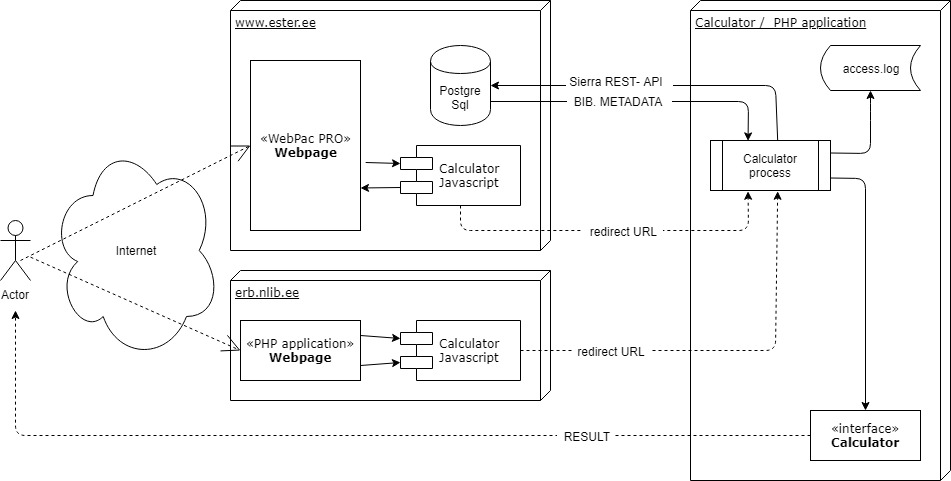 www.ester.ee
Calculator /  PHP application
Postgre
Sql
Sierra REST- API
BIB. METADATA
access.log
«WebPac PRO»
Webpage
Calculator
Javascript
Calculator
process
redirect URL
Internet
Actor
erb.nlib.ee
«PHP application»
Webpage
Calculator
Javascript
redirect URL
RESULT
«interface»
Calculator